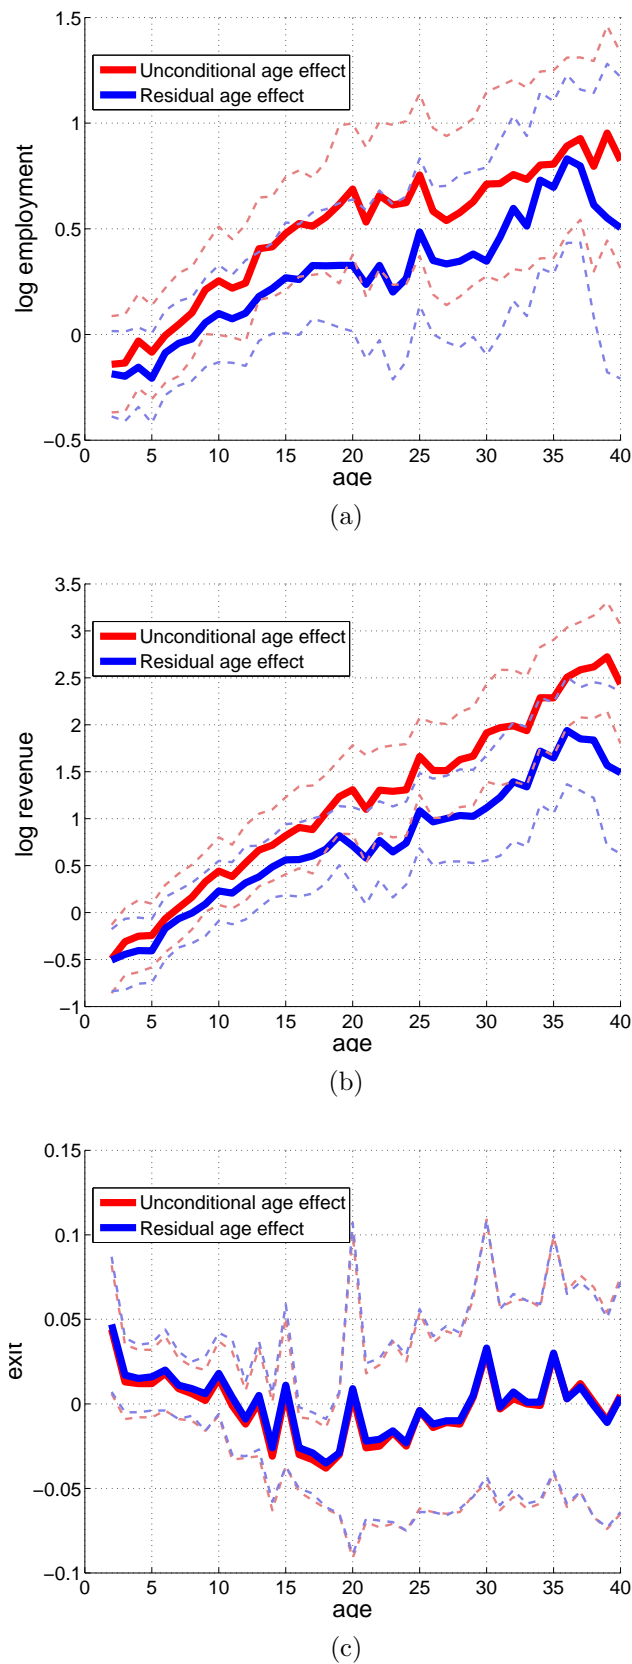 1.5
1
0.5
0
−0.5
log employment
Unconditional age effect
Residual age effect
0 5 10 15 20 25 30 35 40
age
(a)
3.5
3
2.5
2
1.5
1
0.5
0
−0.5
−1
log revenue
Unconditional age effect
Residual age effect
0 5 10 15 20 25 30 35 40
age
(b)
0.15
0.1
0.05
0
−0.05
−0.1
exit
Unconditional age effect
Residual age effect
0 5 10 15 20 25 30 35 40
age
(c)